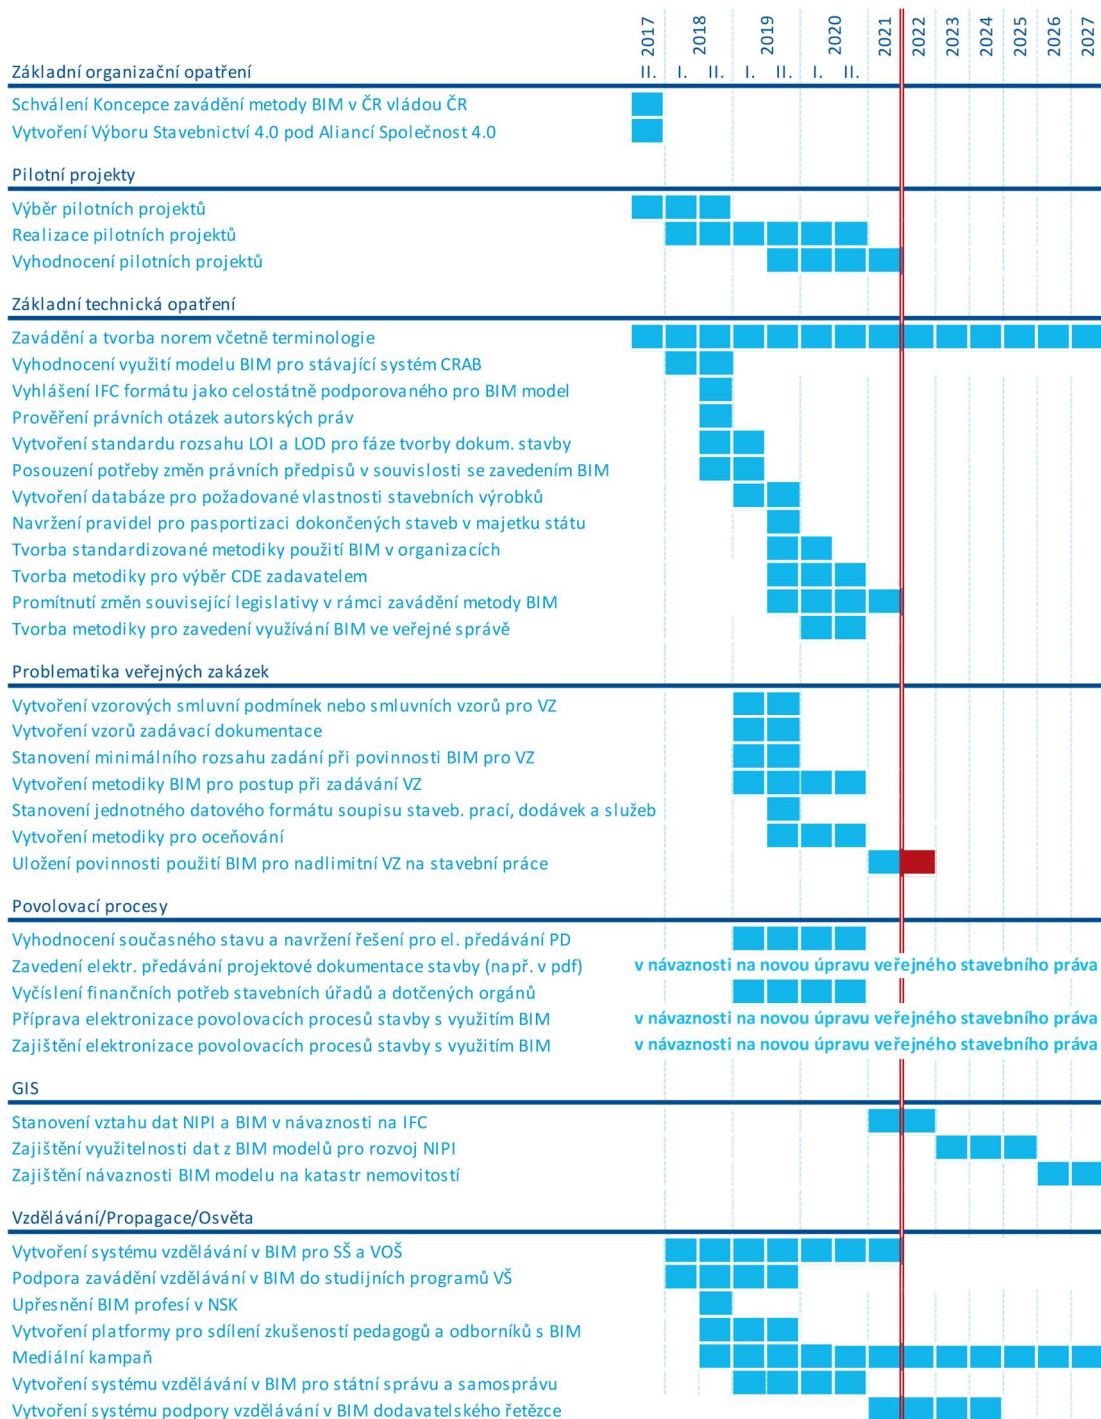 2017 2018 2019 2020 2021 2022 2023 2024 2025 2026 2027
Základní organizační opatření II. I. II. I. II. I. II.
Schválení Koncepce zavádění metody BIM v ČR vládou ČR
Vytvoření Výboru Stavebnictví 4.0 pod Aliancí Společnost 4.0
Pilotní projekty
Výběr pilotních projektů
Realizace pilotních projektů
Vyhodnocení pilotních projektů
Základní technická opatření
Zavádění a tvorba norem včetně terminologie
Vyhodnocení využití modelu BIM pro stávající systém CRAB
Vyhlášení IFC formátu jako celostátně podporovaného pro BIM model
Prověření právních otázek autorských práv
Vytvoření standardu rozsahu LOI a LOD pro fáze tvorby dokum. stavby
Posouzení potřeby změn právních předpisů v souvislosti se zavedením BIM
Vytvoření databáze pro požadované vlastnosti stavebních výrobků
Navržení pravidel pro pasportizaci dokončených staveb v majetku státu
Tvorba standardizované metodiky použití BIM v organizacích
Tvorba metodiky pro výběr CDE zadavatelem
Promítnutí změn související legislativy v rámci zavádění metody BIM
Tvorba metodiky pro zavedení využívání BIM ve veřejné správě
Problematika veřejných zakázek
Vytvoření vzorových smluvní podmínek nebo smluvních vzorů pro VZ
Vytvoření vzorů zadávací dokumentace
Stanovení minimálního rozsahu zadání při povinnosti BIM pro VZ
Vytvoření metodiky BIM pro postup při zadávání VZ
Stanovení jednotného datového formátu soupisu staveb. prací, dodávek a služeb
Vytvoření metodiky pro oceňování
Uložení povinnosti použití BIM pro nadlimitní VZ na stavební práce
Povolovací procesy
Vyhodnocení současného stavu a navržení řešení pro el. předávání PD
Zavedení elektr. předávání projektové dokumentace stavby (např. v pdf) v návaznosti na novou úpravu veřejného stavebního práva
Vyčíslení finančních potřeb stavebních úřadů a dotčených orgánů
Příprava elektronizace povolovacích procesů stavby s využitím BIM v návaznosti na novou úpravu veřejného stavebního práva
Zajištění elektronizace povolovacích procesů stavby s využitím BIM v návaznosti na novou úpravu veřejného stavebního práva
GIS
Stanovení vztahu dat NIPI a BIM v návaznosti na IFC
Zajištění využitelnosti dat z BIM modelů pro rozvoj NIPI
Zajištění návaznosti BIM modelu na katastr nemovitostí
Vzdělávání/Propagace/Osvěta
Vytvoření systému vzdělávání v BIM pro SŠ a VOŠ
Podpora zavádění vzdělávání v BIM do studijních programů VŠ
Upřesnění BIM profesí v NSK
Vytvoření platformy pro sdílení zkušeností pedagogů a odborníků s BIM
Mediální kampaň
Vytvoření systému vzdělávání v BIM pro státní správu a samosprávu
Vytvoření systému podpory vzdělávání v BIM dodavatelského řetězce